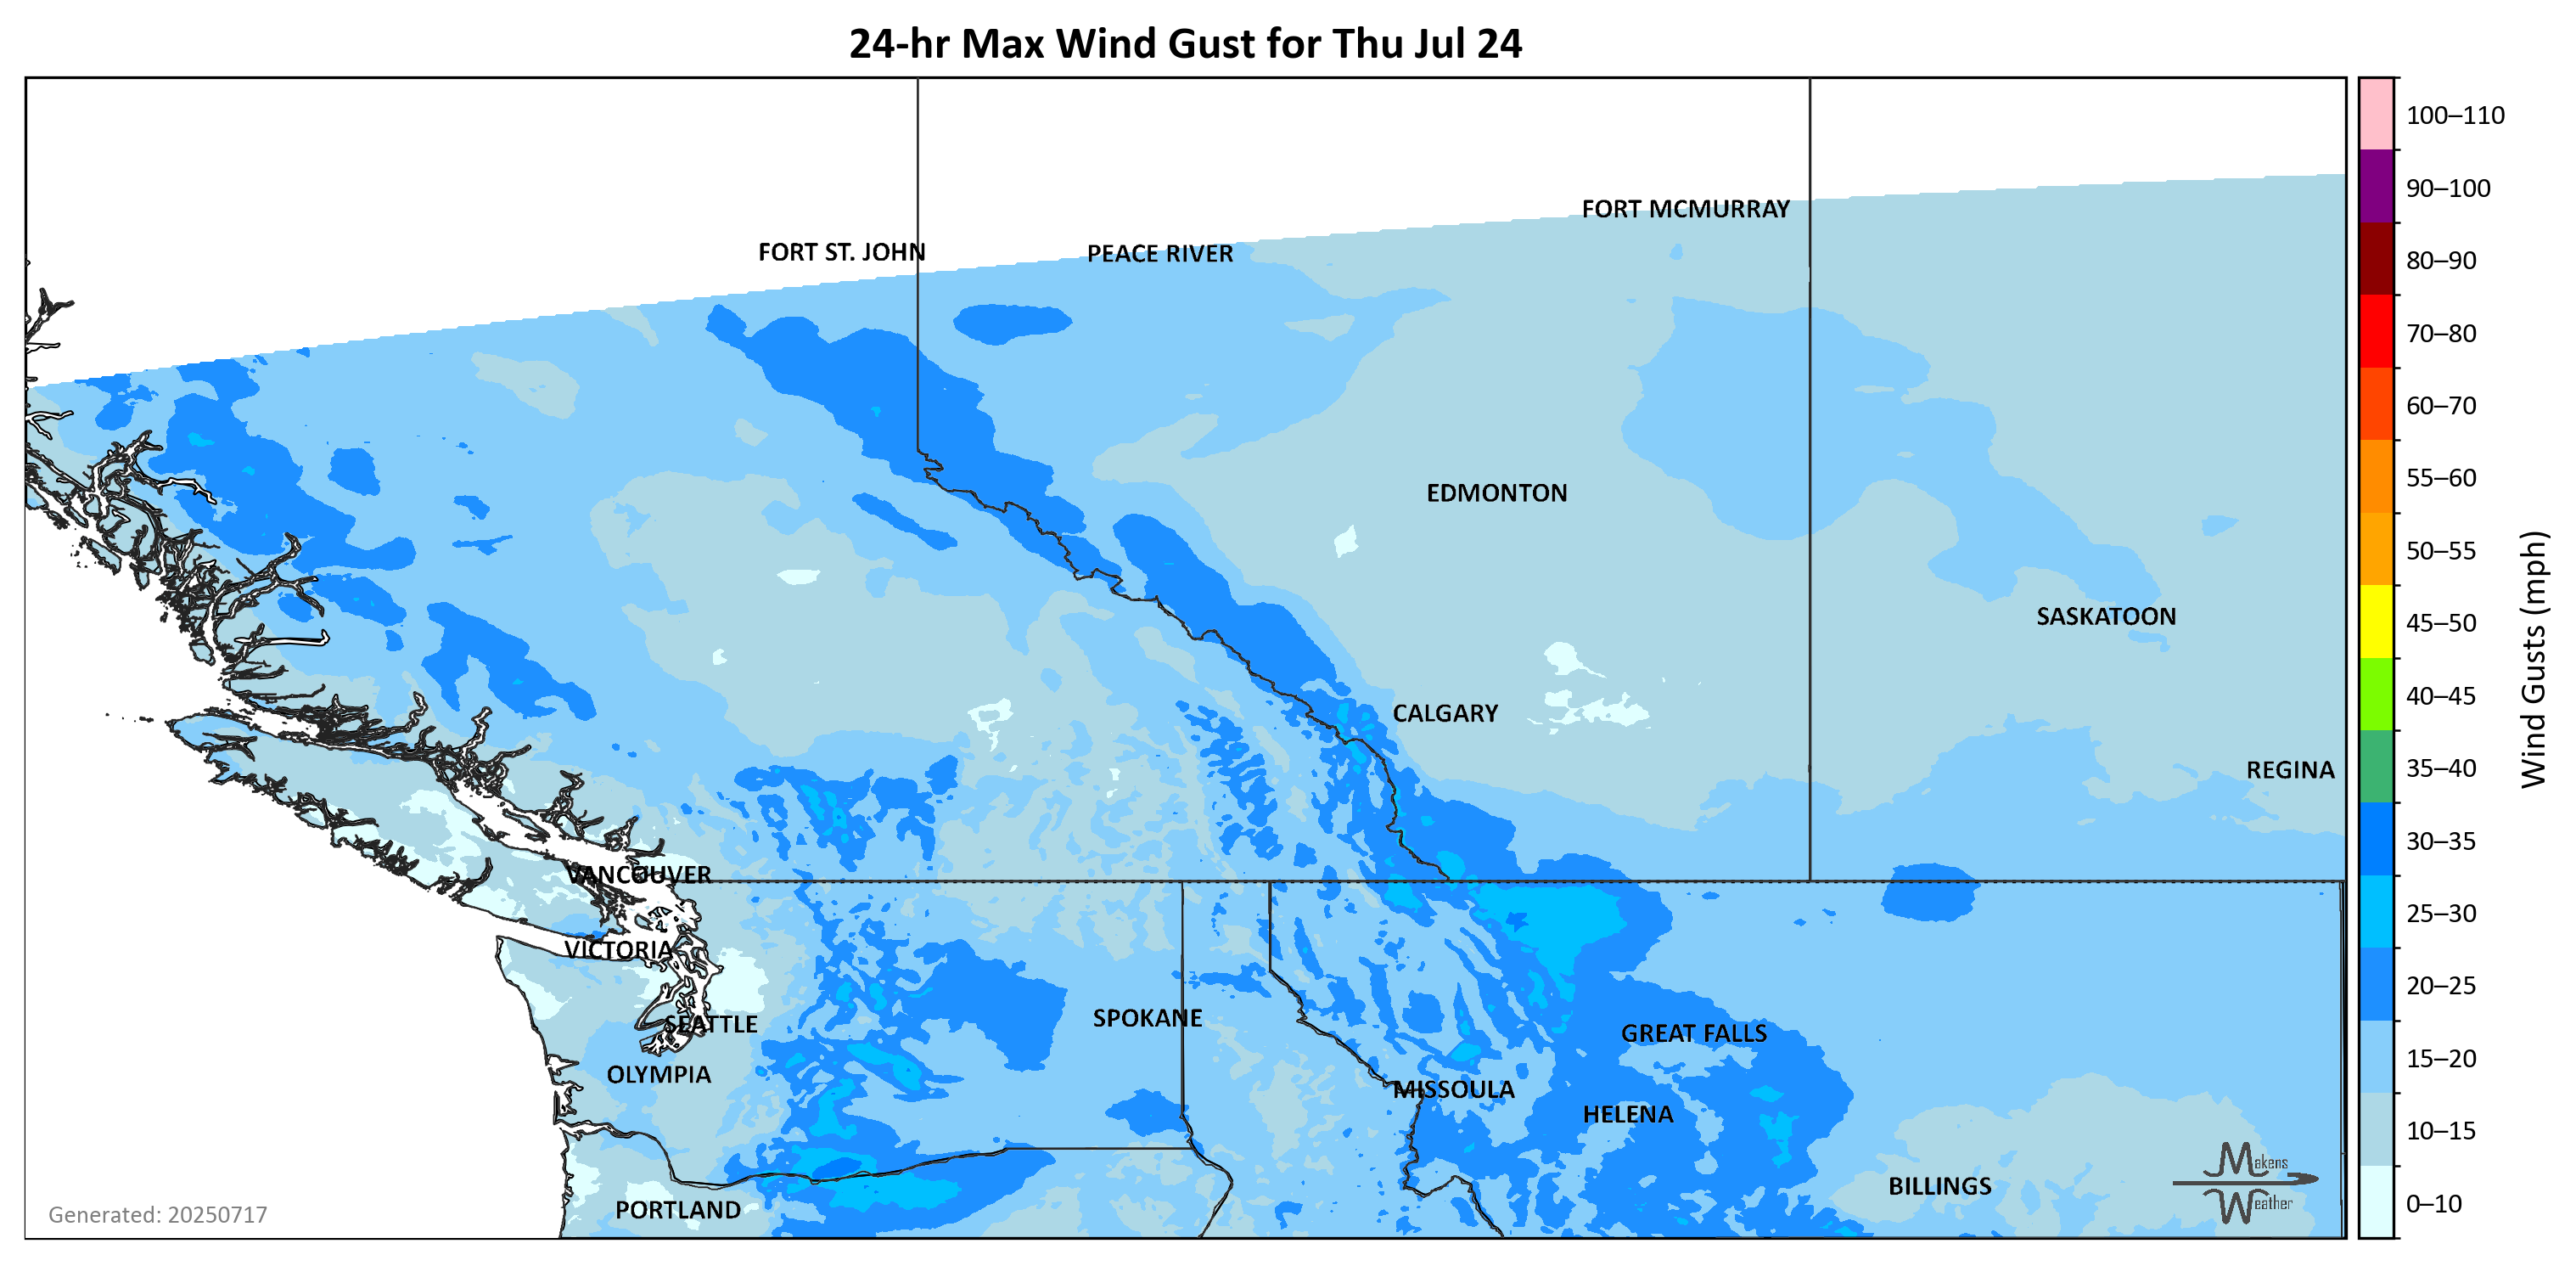 24-hr Max Wind Gust for Thu Jul 24
FORT MCMURRAY
FORT ST. JOHN
PEACE RIVER
EDMONTON
SASKATOON
CALGARY
REGINA
VANCOUVER
VICTORIA
SEATTLE
SPOKANE
GREAT FALLS
OLYMPIA
MISSOULA
HELENA
BILLINGS
PORTLAND
Generated: 20250717
Makens
Weather
100–110
90–100
80–90
70–80
60–70
55–60
50–55
45–50
40–45
35–40
30–35
25–30
20–25
15–20
10–15
0–10
Wind Gusts (mph)